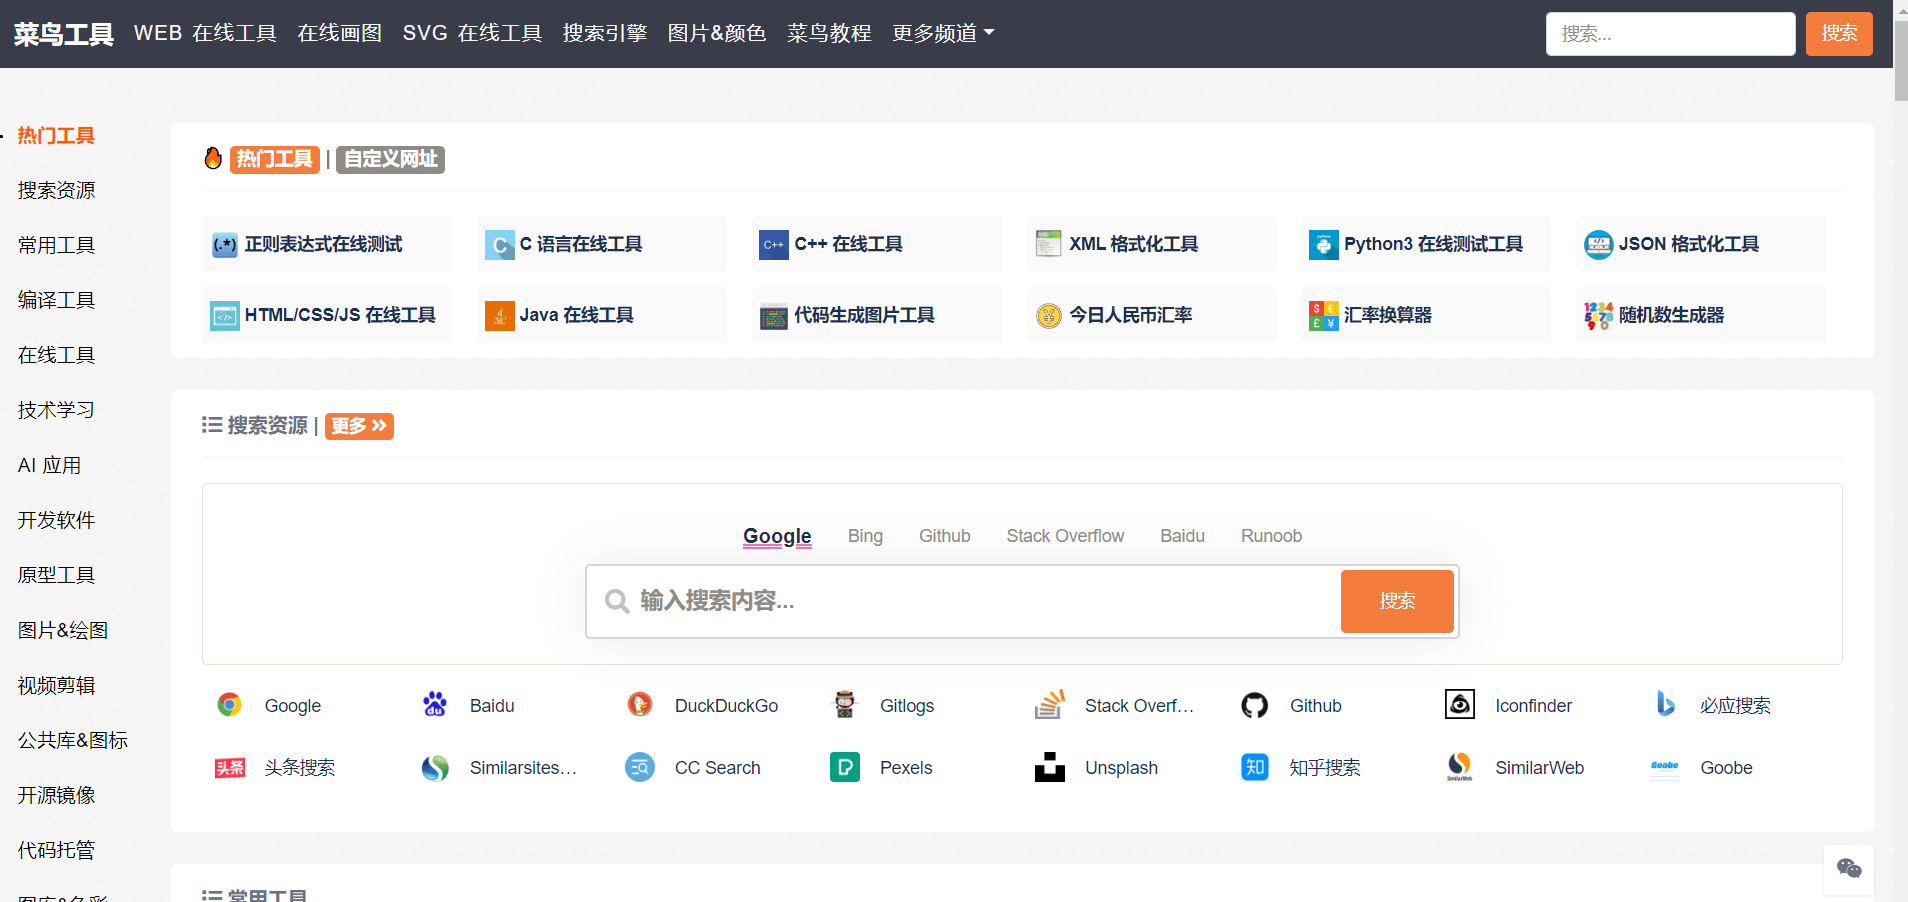 菜鸟工具 WEB 在线工具 在线画图 SVG 在线工具 搜索引擎 图片&颜色 菜鸟教程 更多频道 搜索... 搜索
热门工具
搜索资源
常用工具
编译工具
在线工具
技术学习
AI 应用
开发软件
原型工具
图片&绘图
视频剪辑
公共库&图标
开源镜像
代码托管
图库&色彩
热门工具 | 自定义网址
(.*) 正则表达式在线测试 C C 语言在线工具 C++ C++ 在线工具 XML 格式化工具 python Python3 在线测试工具 </> JSON 格式化工具
</> HTML/CSS/JS 在线工具 Java 在线工具 代码生成图片工具 ¥ 今日人民币汇率 $ € £ ¥ 汇率换算器 1234567890 随机数生成器
搜索资源 | 更多
Google Bing Github Stack Overflow Baidu Runoob
输入搜索内容... 搜索
Google du Baidu DuckDuckGo Gitlogs Stack Overf... Github Iconfinder 必应搜索
头条 头条搜索 Similarsites... CC Search Pexels Unsplash 知 知乎搜索 SimilarWeb SimilarWeb Goobe Goobe
常用工具